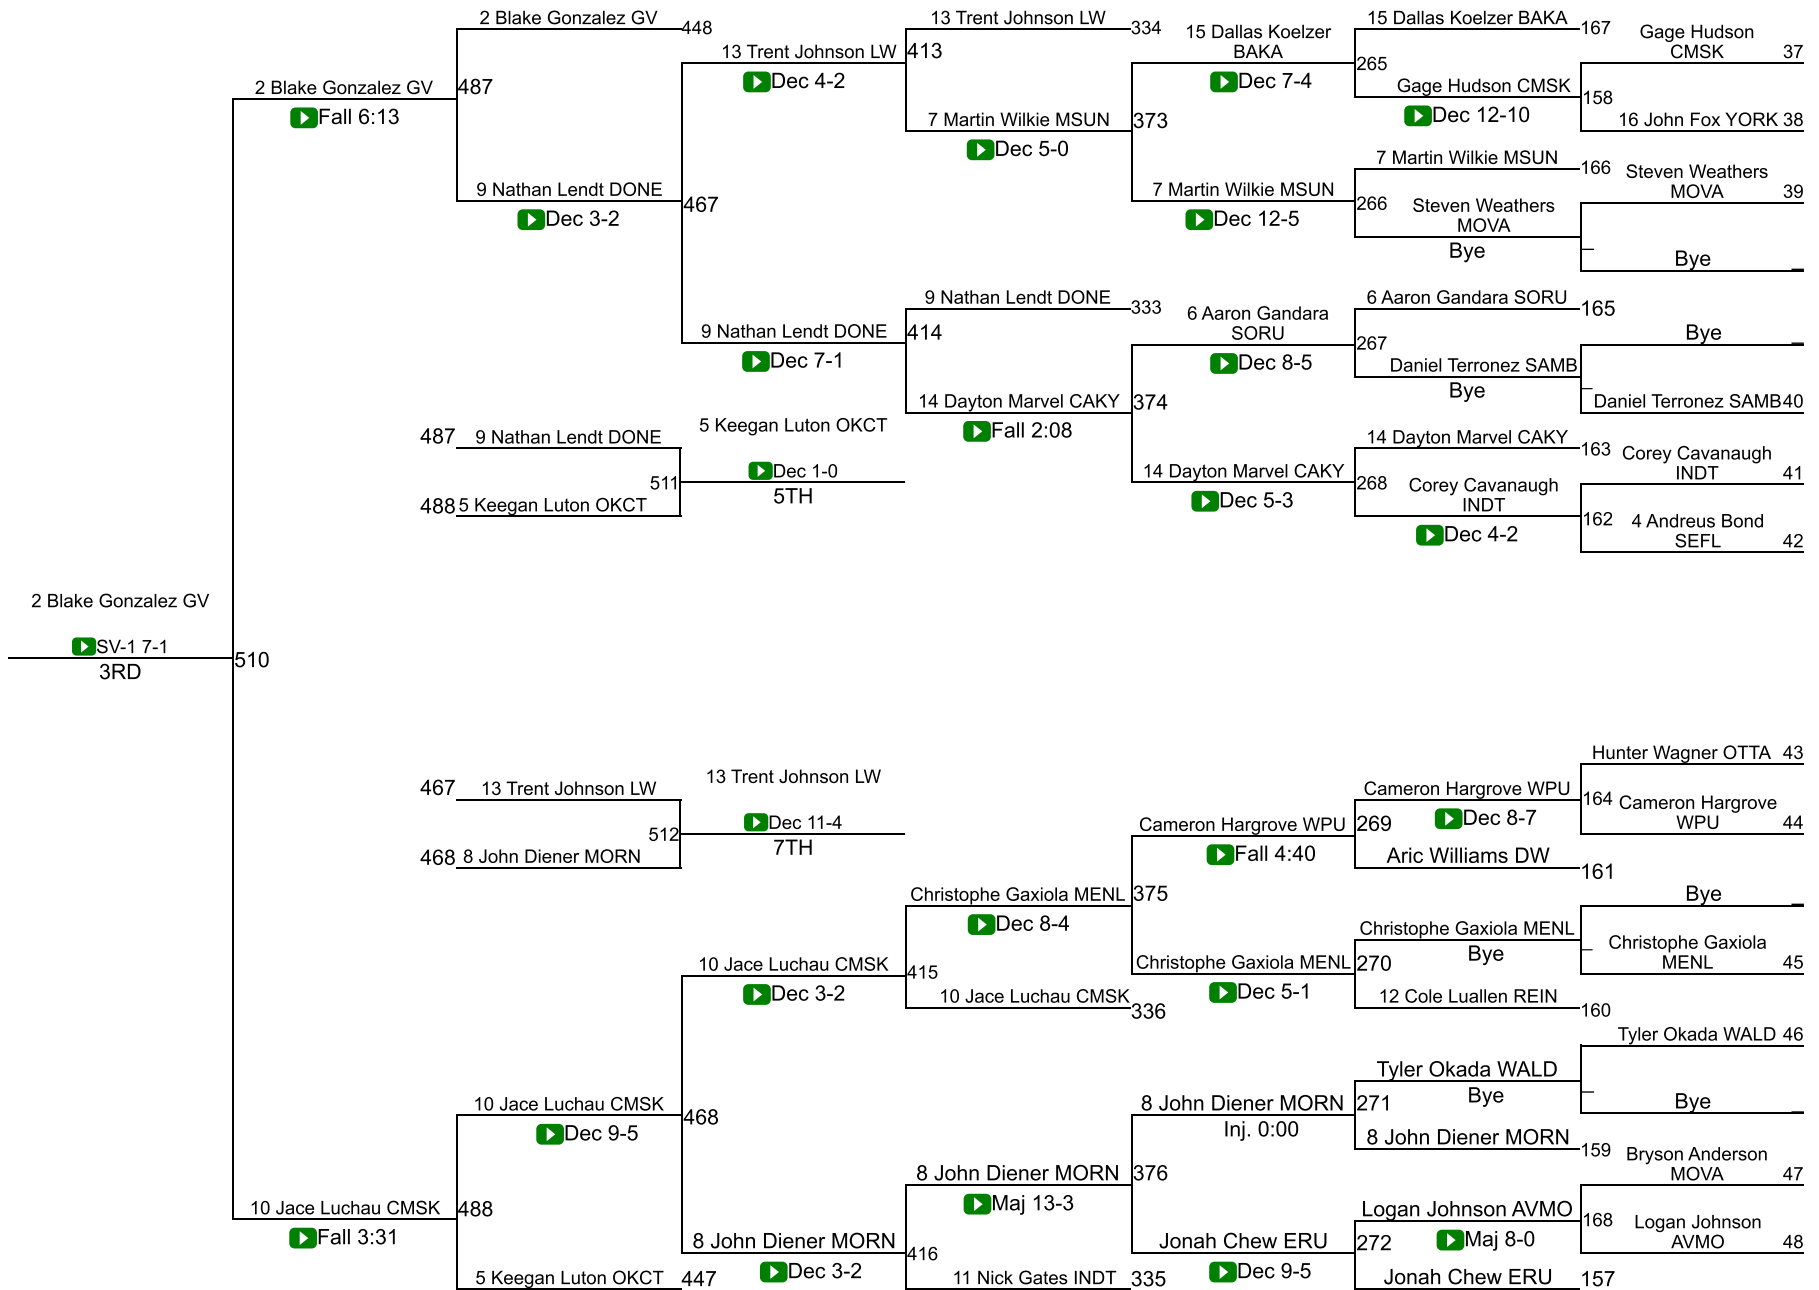 2 Blake Gonzalez GV
448
13 Trent Johnson LW
334
15 Dallas Koelzer BAKA
167
Gage Hudson
CMSK
37
15 Dallas Koelzer
BAKA
13 Trent Johnson LW
413
Dec 4-2
Dec 7-4
265
Gage Hudson CMSK
158
Dec 12-10
16 John Fox YORK 38
2 Blake Gonzalez GV
487
Fall 6:13
7 Martin Wilkie MSUN
373
Dec 5-0
7 Martin Wilkie MSUN
166
Steven Weathers
MOVA
39
9 Nathan Lendt DONE
467
Dec 3-2
7 Martin Wilkie MSUN
266
Dec 12-5
Steven Weathers
MOVA
Bye
_
Bye
_
9 Nathan Lendt DONE
333
6 Aaron Gandara SORU
165
6 Aaron Gandara
SORU
Bye
_
9 Nathan Lendt DONE
414
Dec 7-1
Dec 8-5
267
Daniel Terronez SAMB
Bye
_
Daniel Terronez SAMB 40
14 Dayton Marvel CAKY
374
Fall 2:08
487
9 Nathan Lendt DONE
5 Keegan Luton OKCT
14 Dayton Marvel CAKY
163
Corey Cavanaugh
INDT
41
511
Dec 1-0
5TH
14 Dayton Marvel CAKY
268
Dec 5-3
Corey Cavanaugh
INDT
162
Dec 4-2
488
5 Keegan Luton OKCT
4 Andreus Bond
SEFL
42
2 Blake Gonzalez GV
SV-1 7-1
3RD
510
Hunter Wagner OTTA 43
467
13 Trent Johnson LW
13 Trent Johnson LW
Cameron Hargrove WPU
164
Dec 8-7
Cameron Hargrove
WPU
44
512
Dec 11-4
7TH
Cameron Hargrove WPU
269
Fall 4:40
468
8 John Diener MORN
Aric Williams DW
161
Christophe Gaxiola MENL
375
Dec 8-4
Bye
_
Christophe Gaxiola MENL
Bye
_
Christophe Gaxiola
MENL
45
10 Jace Luchau CMSK
415
Dec 3-2
Christophe Gaxiola MENL
270
Dec 5-1
10 Jace Luchau CMSK
336
12 Cole Luallen REIN
160
Tyler Okada WALD 46
Tyler Okada WALD
Bye
_
Bye
_
10 Jace Luchau CMSK
468
Dec 9-5
8 John Diener MORN
271
Inj. 0:00
8 John Diener MORN
159
Bryson Anderson
MOVA
47
8 John Diener MORN
376
Maj 13-3
10 Jace Luchau CMSK
488
Fall 3:31
Logan Johnson AVMO
168
Maj 8-0
Logan Johnson
AVMO
48
8 John Diener MORN
416
Dec 3-2
Jonah Chew ERU
272
Dec 9-5
5 Keegan Luton OKCT
447
11 Nick Gates INDT
335
Jonah Chew ERU
157